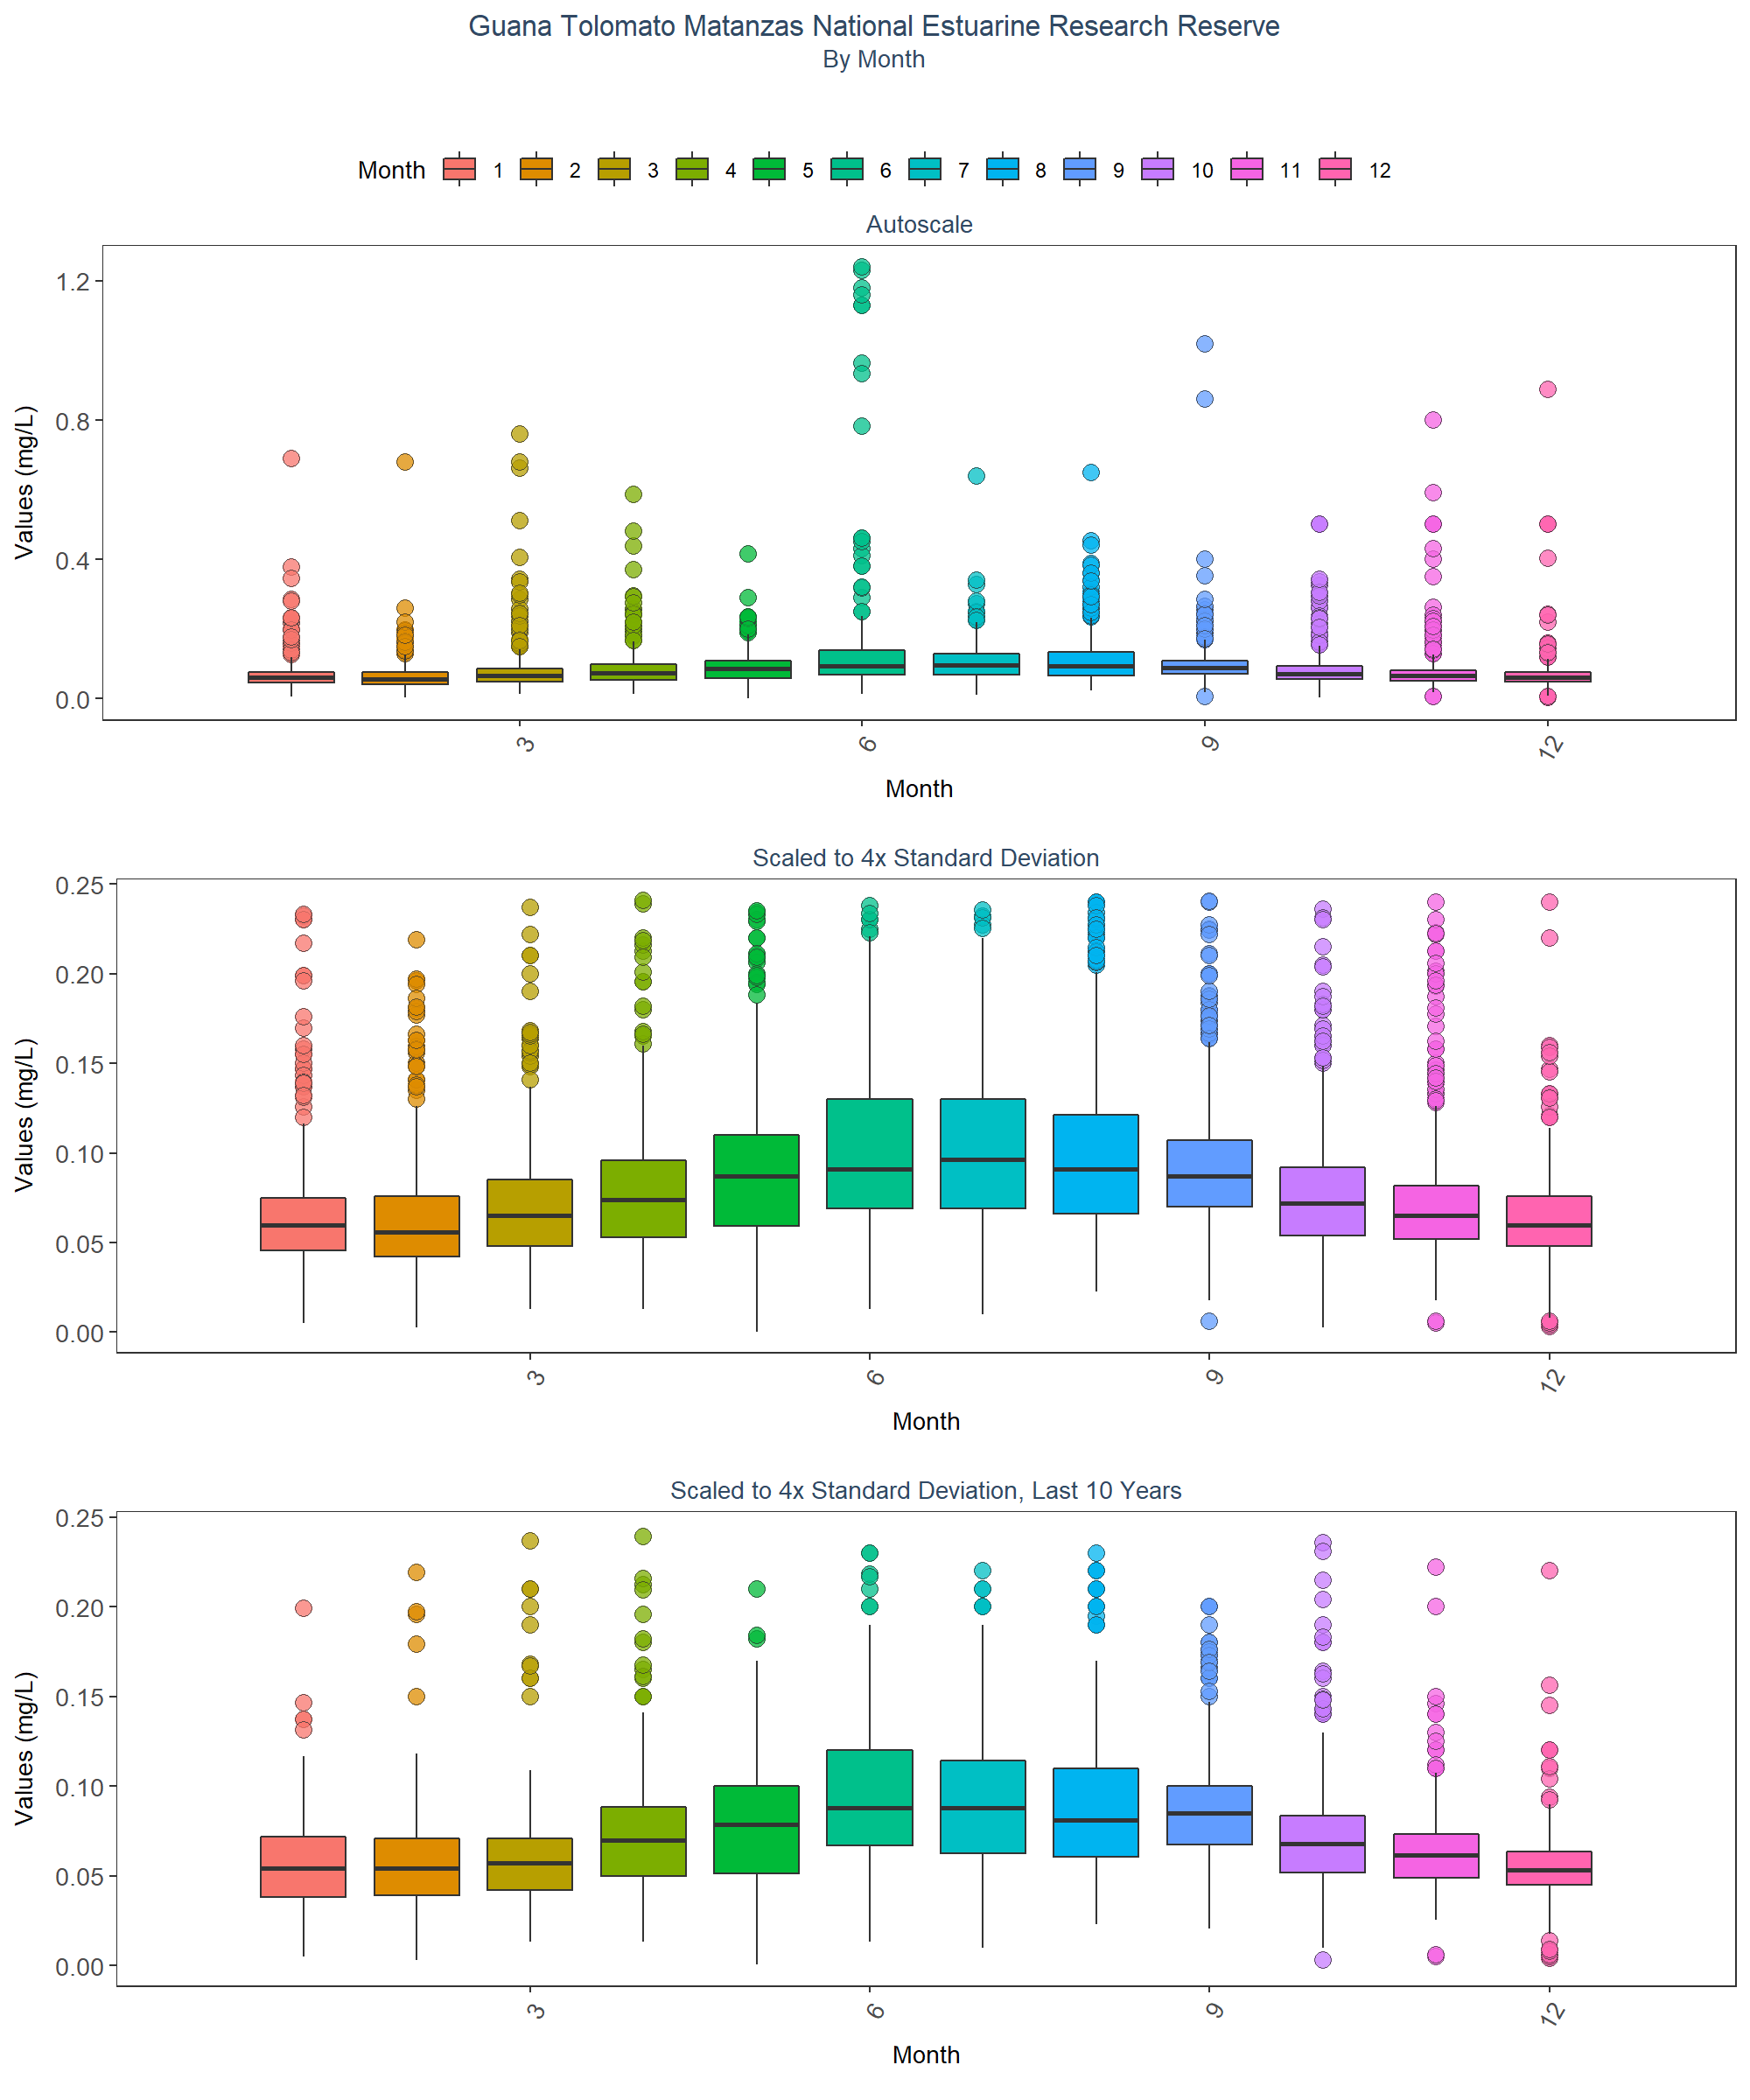 Guana Tolomato Matanzas National Estuarine Research Reserve
By Month
Month 1 2 3 4 5 6 7 8 9 10 11 12
Autoscale
Values (mg/L)
1.2
0.8
0.4
0.0
3 6 9 12
Month
Scaled to 4x Standard Deviation
Values (mg/L)
0.25
0.20
0.15
0.10
0.05
0.00
3 6 9 12
Month
Scaled to 4x Standard Deviation, Last 10 Years
Values (mg/L)
0.25
0.20
0.15
0.10
0.05
0.00
3 6 9 12
Month